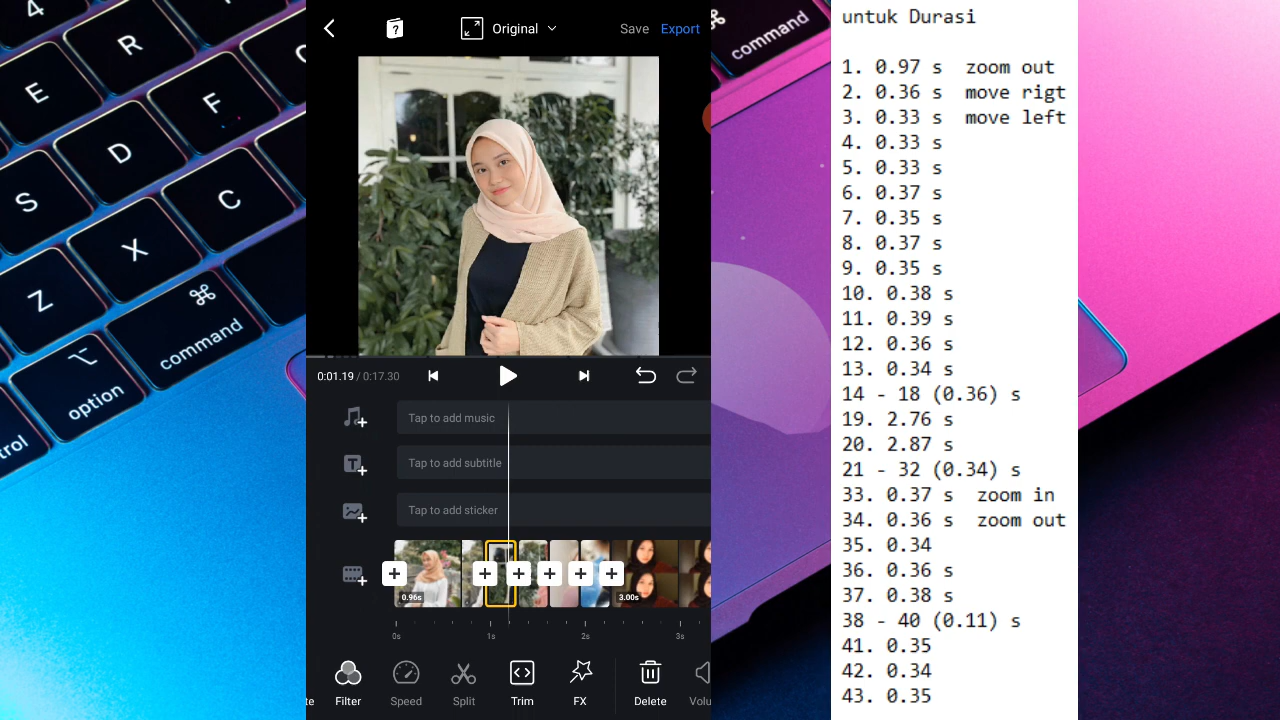 4
R
E
F
D
S
C
X
Z
command
option
trol
Original
Save
Export
0:01.19 / 0:17.30
Tap to add music
Tap to add subtitle
Tap to add sticker
0.96s
3.00s
0s
1s
2s
3s
te
Filter
Speed
Split
Trim
FX
Delete
Volu
command
untuk Durasi
1. 0.97 s zoom out
2. 0.36 s move rigt
3. 0.33 s move left
4. 0.33 s
5. 0.33 s
6. 0.37 s
7. 0.35 s
8. 0.37 s
9. 0.35 s
10. 0.38 s
11. 0.39 s
12. 0.36 s
13. 0.34 s
14 - 18 (0.36) s
19. 2.76 s
20. 2.87 s
21 - 32 (0.34) s
33. 0.37 s zoom in
34. 0.36 s zoom out
35. 0.34
36. 0.36 s
37. 0.38 s
38 - 40 (0.11) s
41. 0.35
42. 0.34
43. 0.35